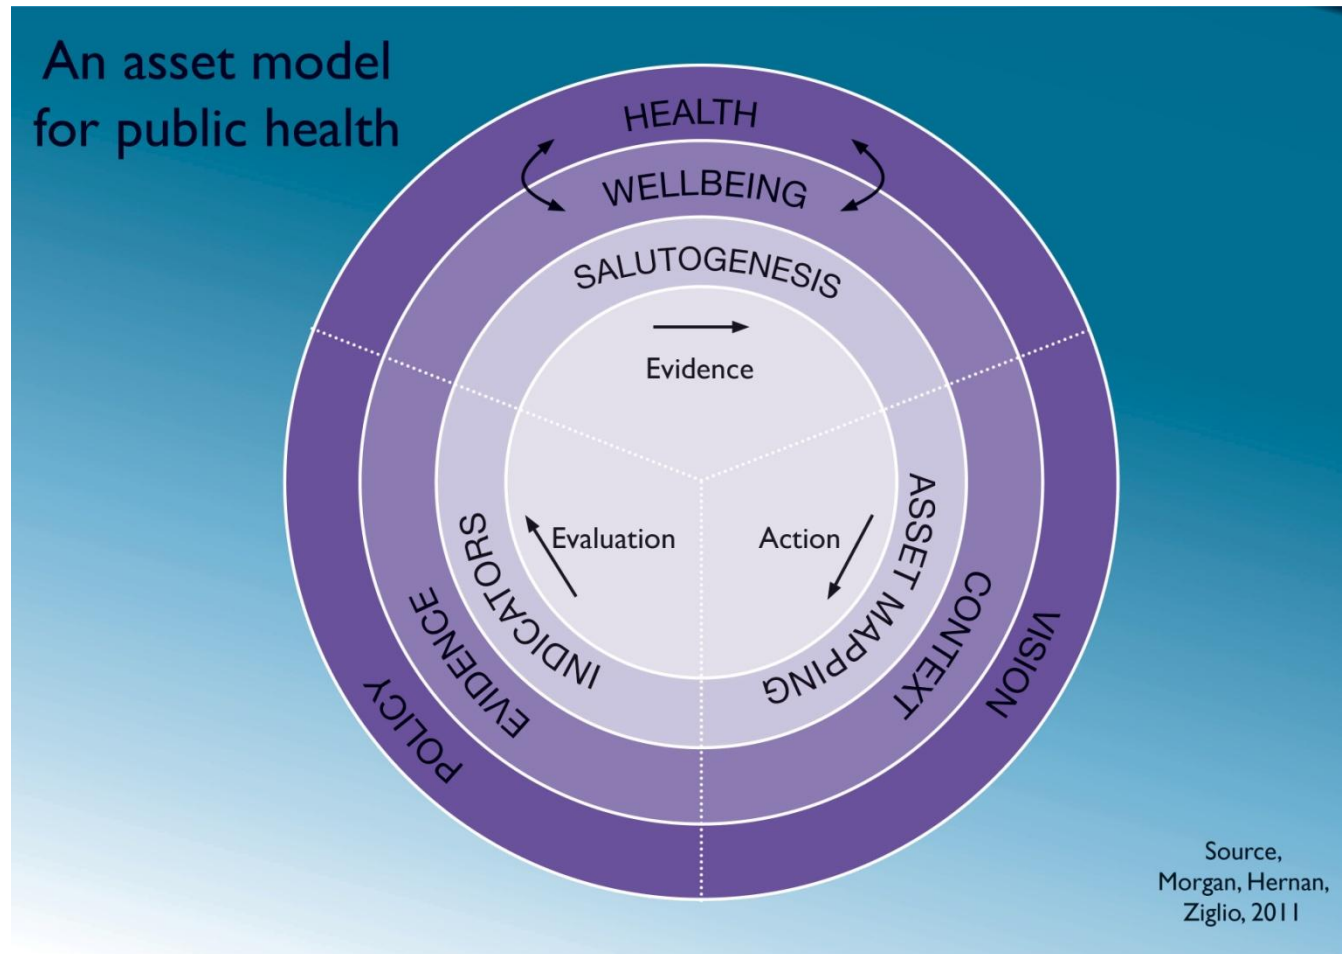 An asset model
for public health
HEALTH
WELLBEING
SALUTOGENESIS
Evidence
Evaluation
Action
INDICATORS
EVIDENCE
POLICY
ASSET MAPPING
CONTEXT
VISION
Source,
Morgan, Hernan,
Ziglio, 2011